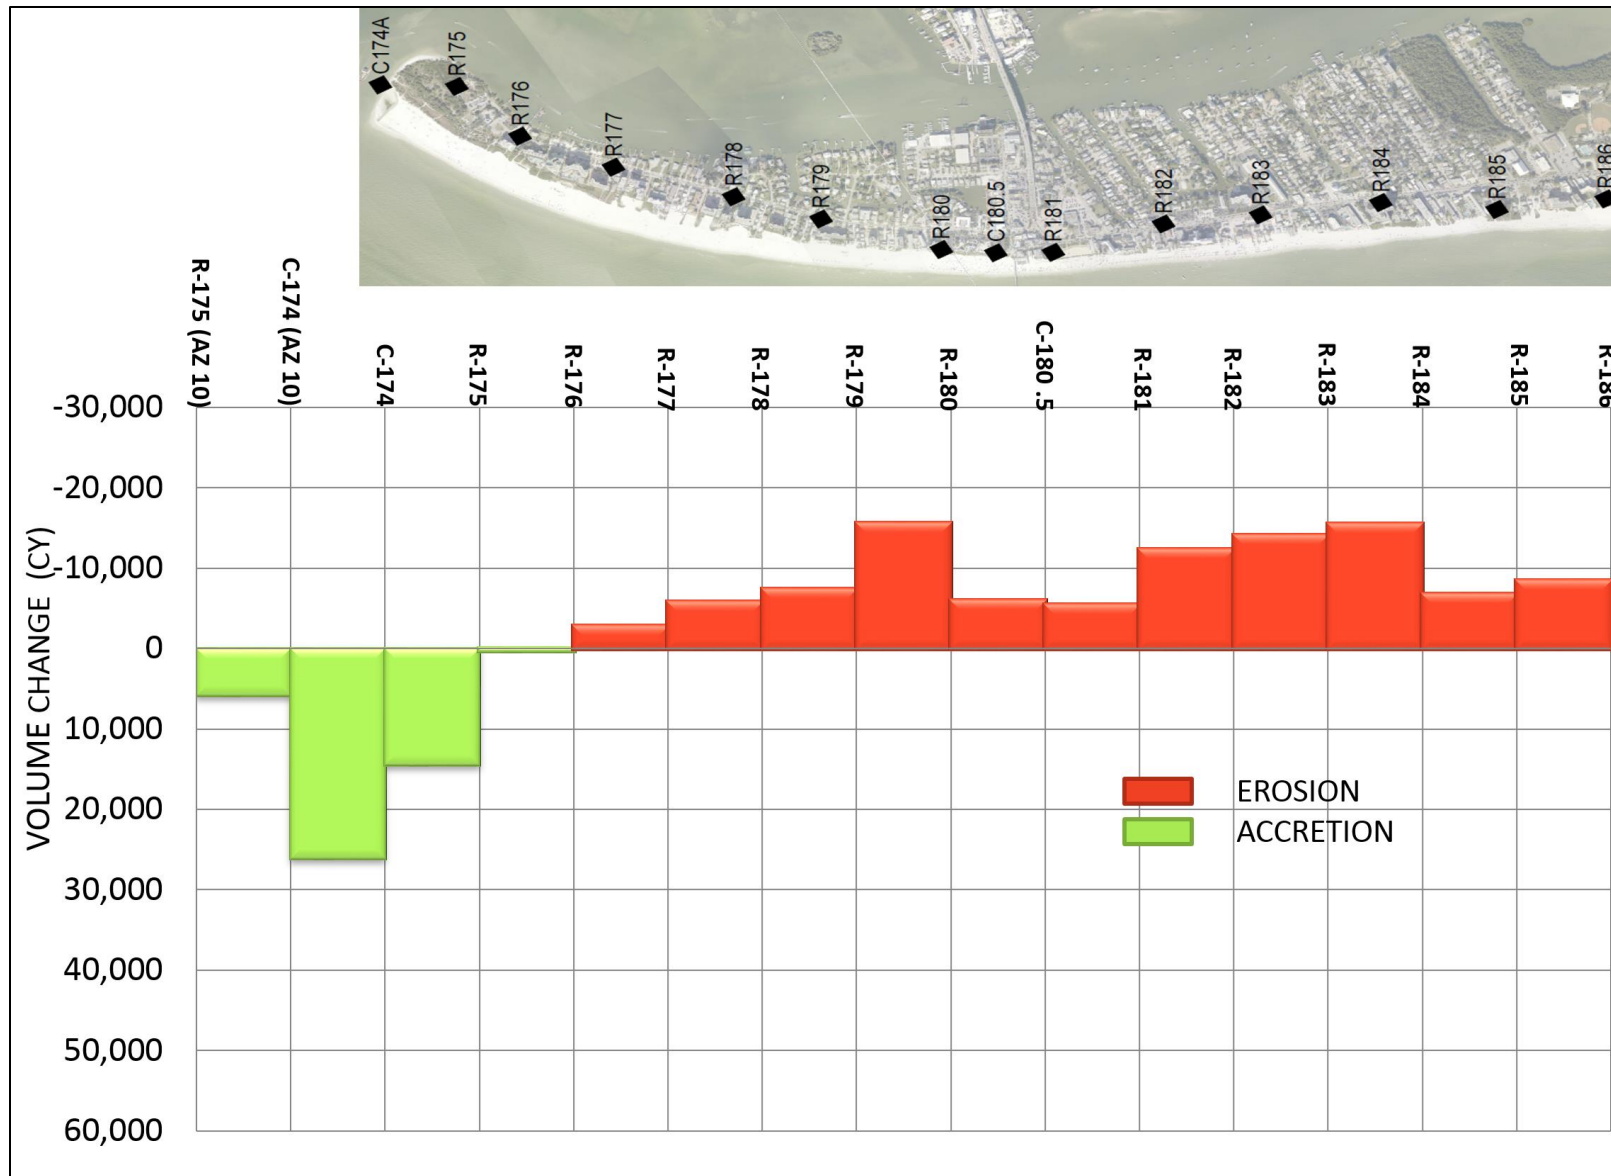 C174A
R175
R176
R177
R178
R179
R180
C180.5
R181
R182
R183
R184
R185
R186
R-175 (AZ 10)
C-174 (AZ 10)
C-174
R-175
R-176
R-177
R-178
R-179
R-180
C-180 .5
R-181
R-182
R-183
R-184
R-185
R-186
VOLUME CHANGE (CY)
-30,000
-20,000
-10,000
0
10,000
20,000
30,000
40,000
50,000
60,000
EROSION
ACCRETION